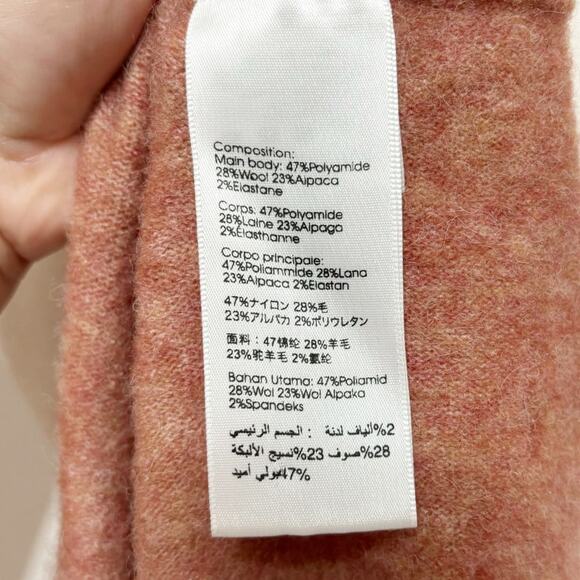 Composition:
Main body: 47%Polyamide
28%Wool 23%Alpaca
2%Elastane
Corps: 47%Polyamide
28%Laine 23%Alpaga
2%Elasthanne
Corpo principale:
47%Poliammide 28%Lana
23%Alpaca 2%Elastan
47%ナイロン 28%毛
23%アルパカ 2%ポリウレタン
面料: 47锦纶 28%羊毛
23%驼羊毛 2%氨纶
Bahan Utama: 47%Poliamid
28%Wol 23%Wol Alpaka
2%Spandeks
الجسم الرئيسي : 2%ألياف لدنة
28%صوف 23%نسيج الألبكة
47%بولي أميد